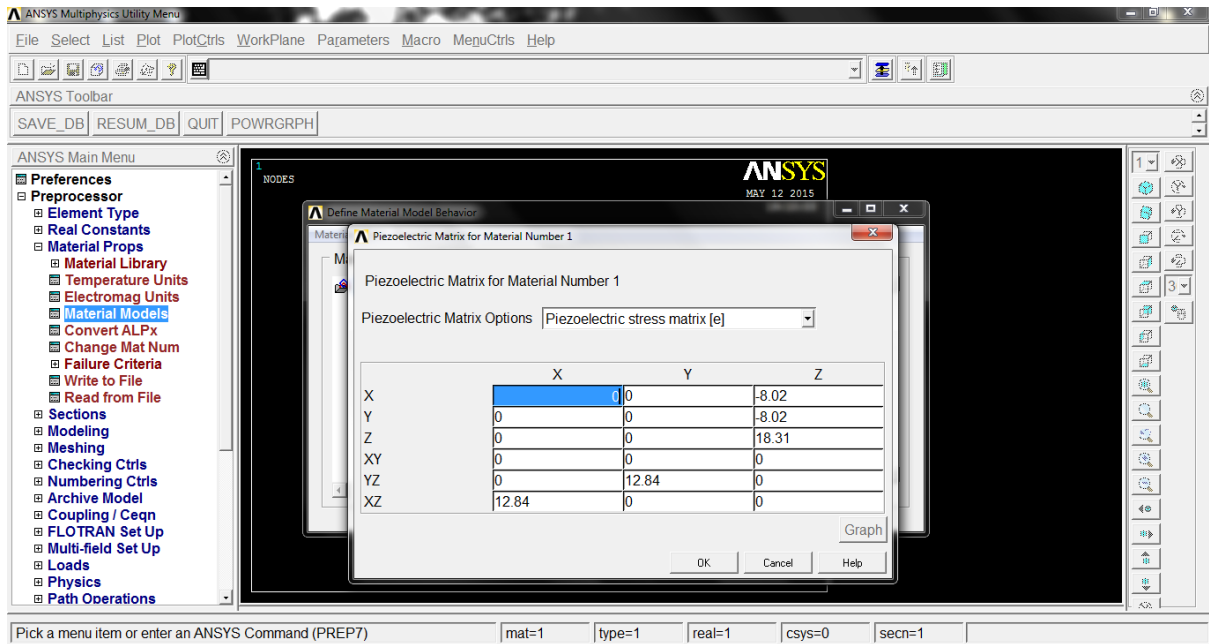 ANSYS Multiphysics Utility Menu
File Select List Plot PlotCtrls WorkPlane Parameters Macro MenuCtrls Help
ANSYS Toolbar
SAVE_DB RESUM_DB QUIT POWRGRPH
ANSYS Main Menu
Preferences
Preprocessor
Element Type
Real Constants
Material Props
Material Library
Temperature Units
Electromag Units
Material Models
Convert ALPx
Change Mat Num
Failure Criteria
Write to File
Read from File
Sections
Modeling
Meshing
Checking Ctrls
Numbering Ctrls
Archive Model
Coupling / Ceqn
FLOTRAN Set Up
Multi-field Set Up
Loads
Physics
Path Operations
1
NODES
ANSYS
MAY 12 2015
Define Material Model Behavior
Piezoelectric Matrix for Material Number 1
Piezoelectric Matrix for Material Number 1
Piezoelectric Matrix Options Piezoelectric stress matrix [e]
X Y Z
X 0 0 -8.02
Y 0 0 -8.02
Z 0 0 18.31
XY 0 0 0
YZ 0 12.84 0
XZ 12.84 0 0
Graph
OK Cancel Help
1
3
Pick a menu item or enter an ANSYS Command (PREP7) mat=1 type=1 real=1 csys=0 secn=1